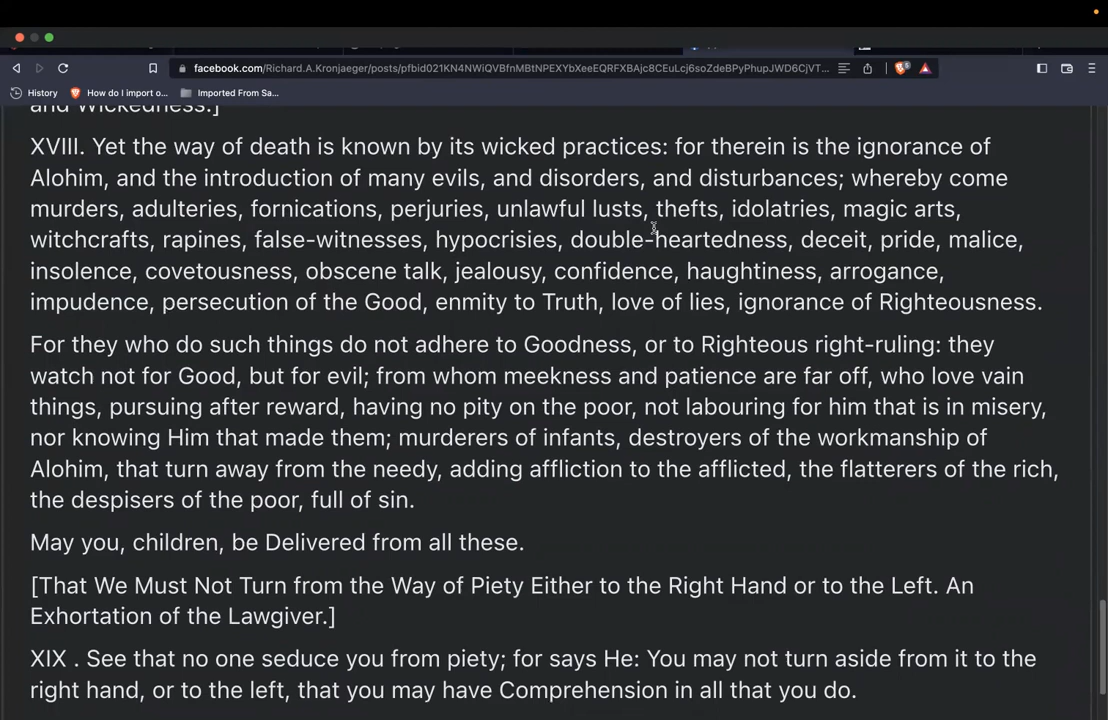 facebook.com/Richard.A.Kronjaeger/posts/pfbid021KN4NWiQVBfnMBtNPEXYbXeeEQRFXBAjc8CEuLcj6soZdeBPyPhupJWD6CjVT...
History How do I import o... Imported From Sa...
and Wickedness.]
XVIII. Yet the way of death is known by its wicked practices: for therein is the ignorance of
Alohim, and the introduction of many evils, and disorders, and disturbances; whereby come
murders, adulteries, fornications, perjuries, unlawful lusts, thefts, idolatries, magic arts,
witchcrafts, rapines, false-witnesses, hypocrisies, double-heartedness, deceit, pride, malice,
insolence, covetousness, obscene talk, jealousy, confidence, haughtiness, arrogance,
impudence, persecution of the Good, enmity to Truth, love of lies, ignorance of Righteousness.
For they who do such things do not adhere to Goodness, or to Righteous right-ruling: they
watch not for Good, but for evil; from whom meekness and patience are far off, who love vain
things, pursuing after reward, having no pity on the poor, not labouring for him that is in misery,
nor knowing Him that made them; murderers of infants, destroyers of the workmanship of
Alohim, that turn away from the needy, adding affliction to the afflicted, the flatterers of the rich,
the despisers of the poor, full of sin.
May you, children, be Delivered from all these.
[That We Must Not Turn from the Way of Piety Either to the Right Hand or to the Left. An
Exhortation of the Lawgiver.]
XIX . See that no one seduce you from piety; for says He: You may not turn aside from it to the
right hand, or to the left, that you may have Comprehension in all that you do.